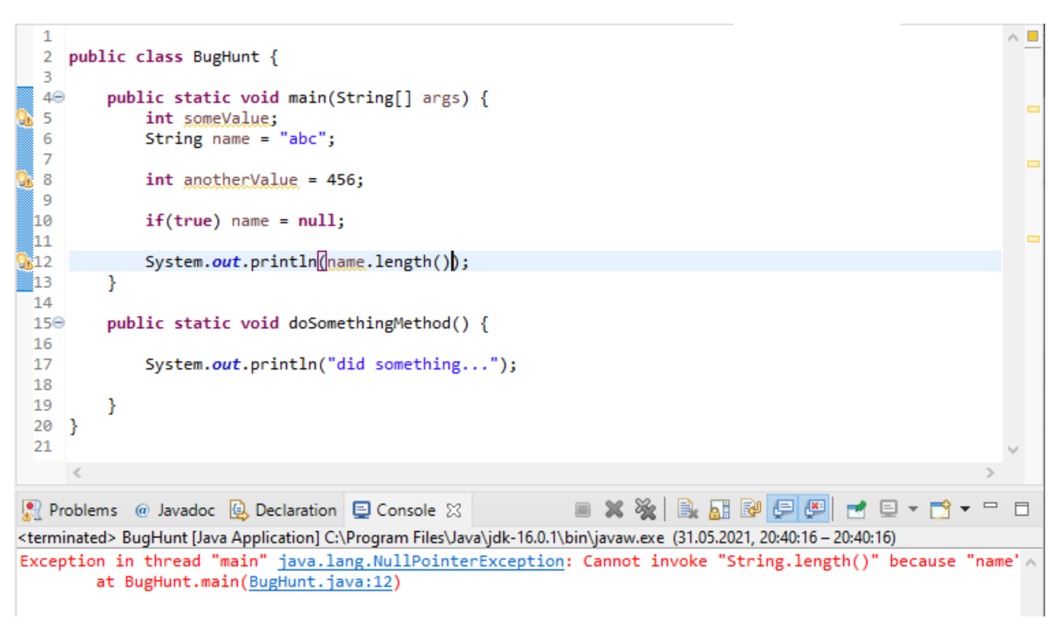 1
2 public class BugHunt {
3
4 public static void main(String[] args) {
5 int someValue;
6 String name = "abc";
7
8 int anotherValue = 456;
9
10 if(true) name = null;
11
12 System.out.println(name.length());
13 }
14
15 public static void doSomethingMethod() {
16
17 System.out.println("did something...");
18
19 }
20 }
21
Problems @ Javadoc Declaration Console
<terminated> BugHunt [Java Application] C:\Program Files\Java\jdk-16.0.1\bin\javaw.exe (31.05.2021, 20:40:16 – 20:40:16)
Exception in thread "main" java.lang.NullPointerException: Cannot invoke "String.length()" because "name"
at BugHunt.main(BugHunt.java:12)